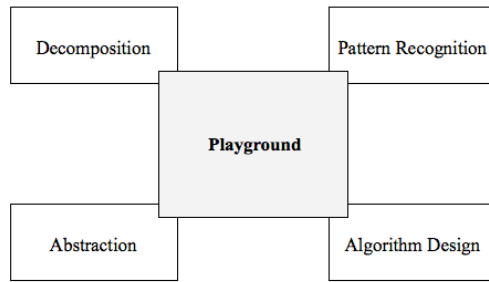 Decomposition
Pattern Recognition
Playground
Abstraction
Algorithm Design